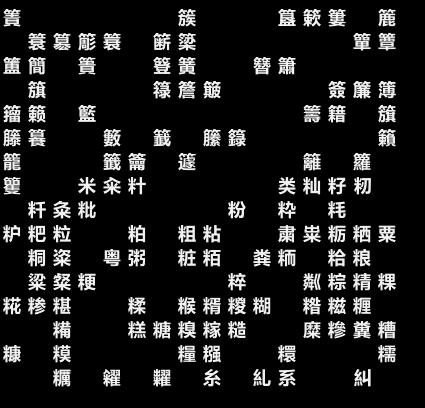 簀 簇 簋 簌 簍 簏
簑 簒 簓 簔 簖 簗 簞 簟
簠 簡 簣 簦 簧 簪 簫
簱 簶 簷 簸 簽 簾 簿
籀 籁 籃 籌 籍 籏
籐 籑 籔 籖 籘 籙 籟
籠 籤 籥 籧 籬 籮
籰 米 籴 籵 类 籼 籽 籾
粁 粂 粃 粉 粋 粍
粐 粑 粒 粕 粗 粘 粛 粜 粝 粞 粟
粡 粢 粤 粥 粧 粨 粪 粫 粭 粮
粱 粲 粳 粹 粼 粽 精 粿
糀 糁 糂 糅 糇 糈 糉 糊 糌 糍 糎
糒 糕 糖 糗 糘 糙 糜 糝 糞 糟
糠 糢 糧 糨 糫 糯
糲 糴 糶 糸 糺 系 糾